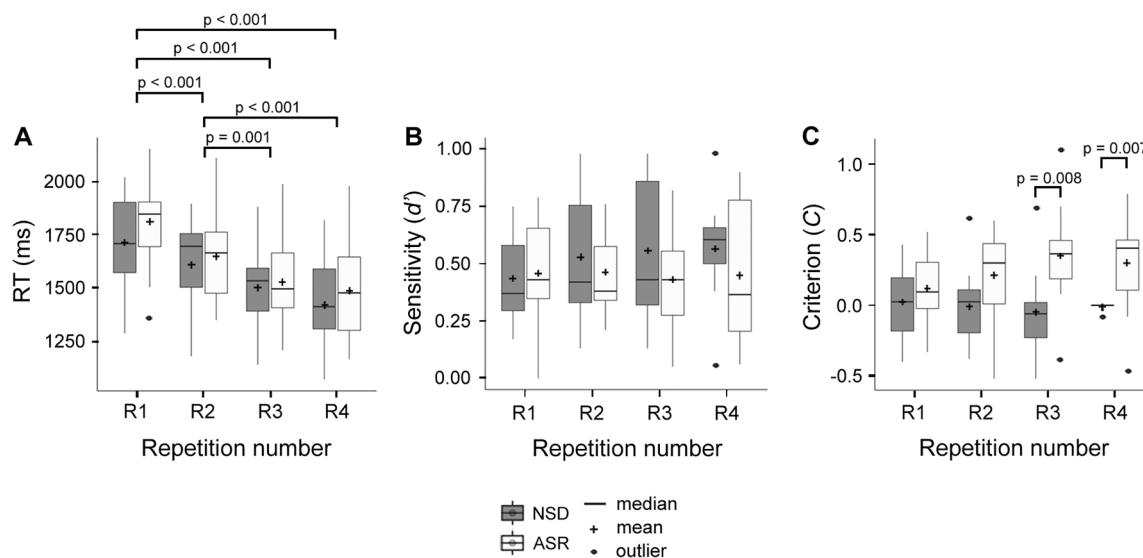 p < 0.001
p < 0.001
p < 0.001
p < 0.001
p = 0.001
A
RT (ms)
2000
1750
1500
1250
R1 R2 R3 R4
Repetition number
B
Sensitivity (d')
1.00
0.75
0.50
0.25
0.00
R1 R2 R3 R4
Repetition number
C
Criterion (C)
1.0
0.5
0.0
-0.5
p = 0.008
p = 0.007
R1 R2 R3 R4
Repetition number
NSD
ASR
median
mean
outlier